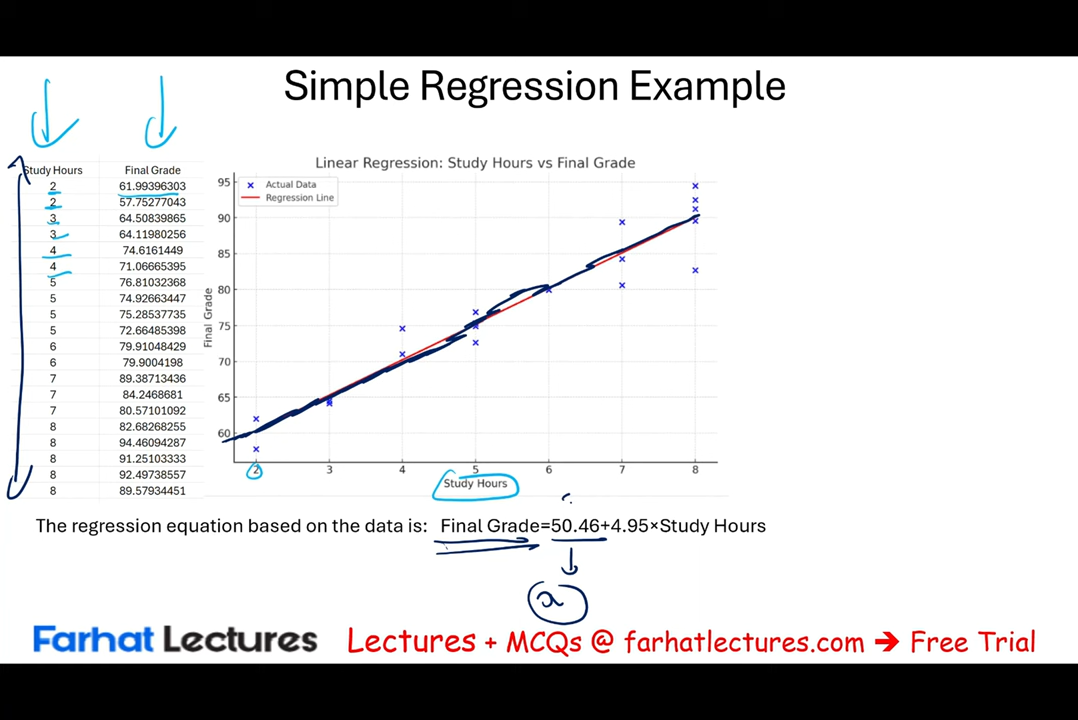 Simple Regression Example
Study Hours Final Grade
2 61.99396303
2 57.75277043
3 64.50839865
3 64.11980256
4 74.6161449
4 71.06665395
5 76.81032368
5 74.92663447
5 75.28537735
5 72.66485398
6 79.91048429
6 79.9004198
7 89.38713436
7 84.2468681
7 80.57101092
8 82.68268255
8 94.46094287
8 91.25103333
8 92.49738557
8 89.57934451
Linear Regression: Study Hours vs Final Grade
Actual Data
Regression Line
Final Grade
95
90
85
80
75
70
65
60
2 3 4 5 6 7 8
Study Hours
The regression equation based on the data is: Final Grade=50.46+4.95×Study Hours
a
Farhat Lectures Lectures + MCQs @ farhatlectures.com → Free Trial